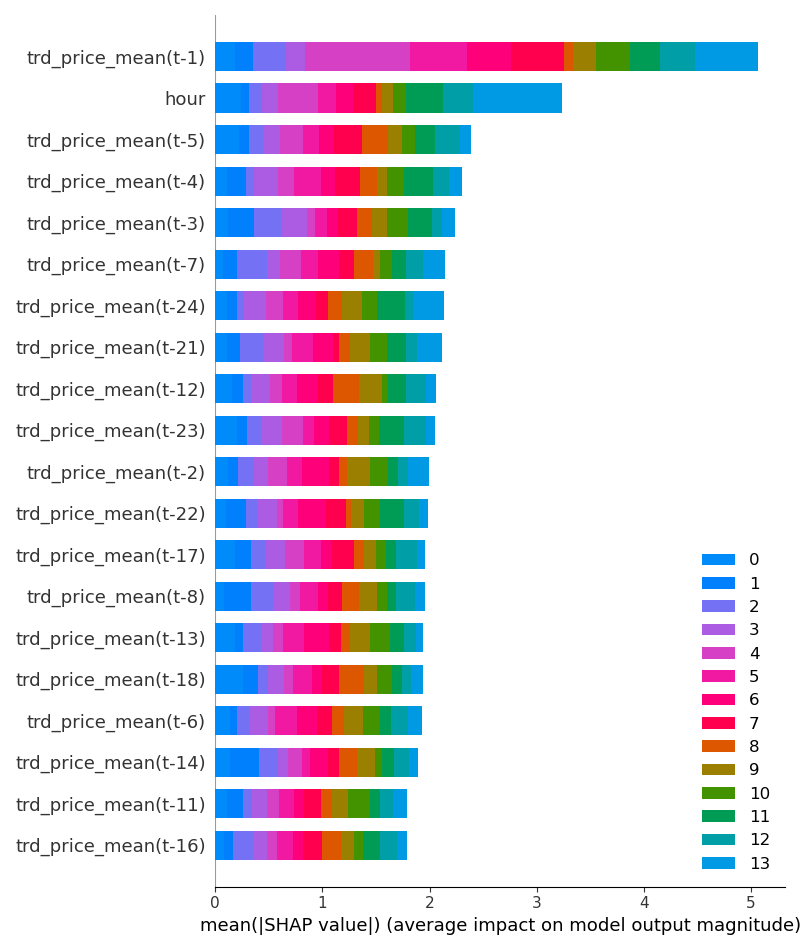 trd_price_mean(t-1)
hour
trd_price_mean(t-5)
trd_price_mean(t-4)
trd_price_mean(t-3)
trd_price_mean(t-7)
trd_price_mean(t-24)
trd_price_mean(t-21)
trd_price_mean(t-12)
trd_price_mean(t-23)
trd_price_mean(t-2)
trd_price_mean(t-22)
trd_price_mean(t-17)
trd_price_mean(t-8)
trd_price_mean(t-13)
trd_price_mean(t-18)
trd_price_mean(t-6)
trd_price_mean(t-14)
trd_price_mean(t-11)
trd_price_mean(t-16)
0
1
2
3
4
5
6
7
8
9
10
11
12
13
0 1 2 3 4 5
mean(|SHAP value|) (average impact on model output magnitude)